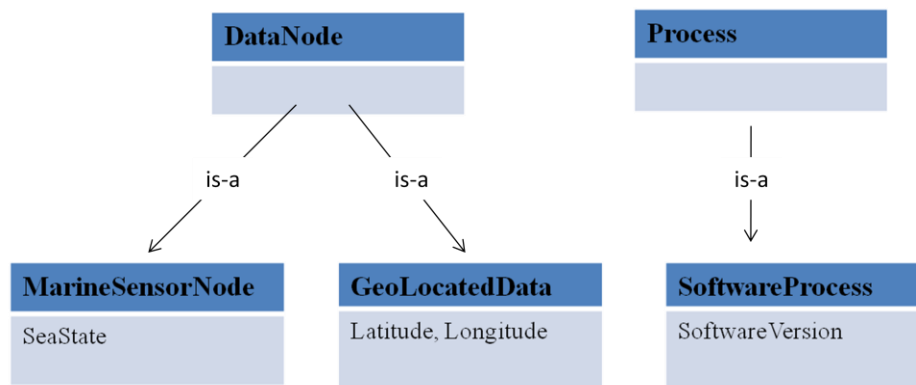 DataNode
Process
is-a
is-a
is-a
MarineSensorNode
SeaState
GeoLocatedData
Latitude, Longitude
SoftwareProcess
SoftwareVersion